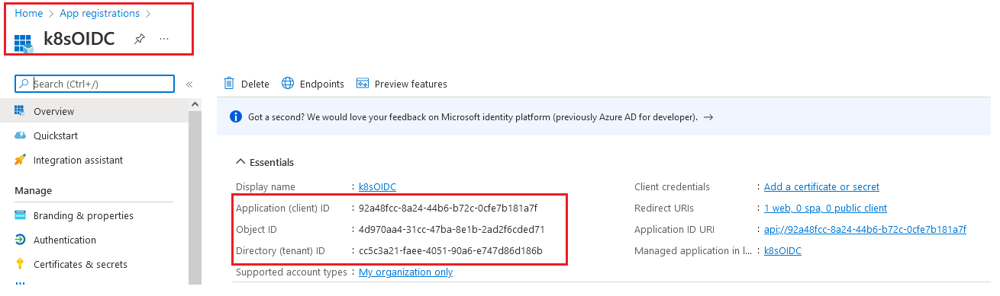 Home > App registrations >
k8sOIDC ...
Search (Ctrl+/) «
Delete Endpoints Preview features
Overview
Got a second? We would love your feedback on Microsoft identity platform (previously Azure AD for developer). →
Quickstart
Integration assistant
Essentials
Manage
Display name : k8sOIDC
Client credentials : Add a certificate or secret
Application (client) ID : 92a48fcc-8a24-44b6-b72c-0cfe7b181a7f
Redirect URIs : 1 web, 0 spa, 0 public client
Branding & properties
Object ID : 4d970aa4-31cc-47ba-8e1b-2ad2f6cded71
Application ID URI : api://92a48fcc-8a24-44b6-b72c-0cfe7b181a7f
Authentication
Directory (tenant) ID : cc5c3a21-faee-4051-90a6-e747d86d186b
Managed application in l... : k8sOIDC
Certificates & secrets
Supported account types : My organization only